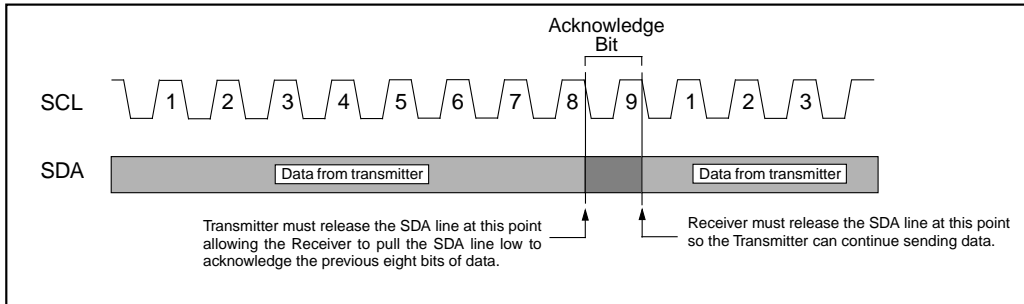 Acknowledge
Bit
SCL 1 2 3 4 5 6 7 8 9 1 2 3
SDA Data from transmitter Data from transmitter
Transmitter must release the SDA line at this point
allowing the Receiver to pull the SDA line low to
acknowledge the previous eight bits of data.
Receiver must release the SDA line at this point
so the Transmitter can continue sending data.